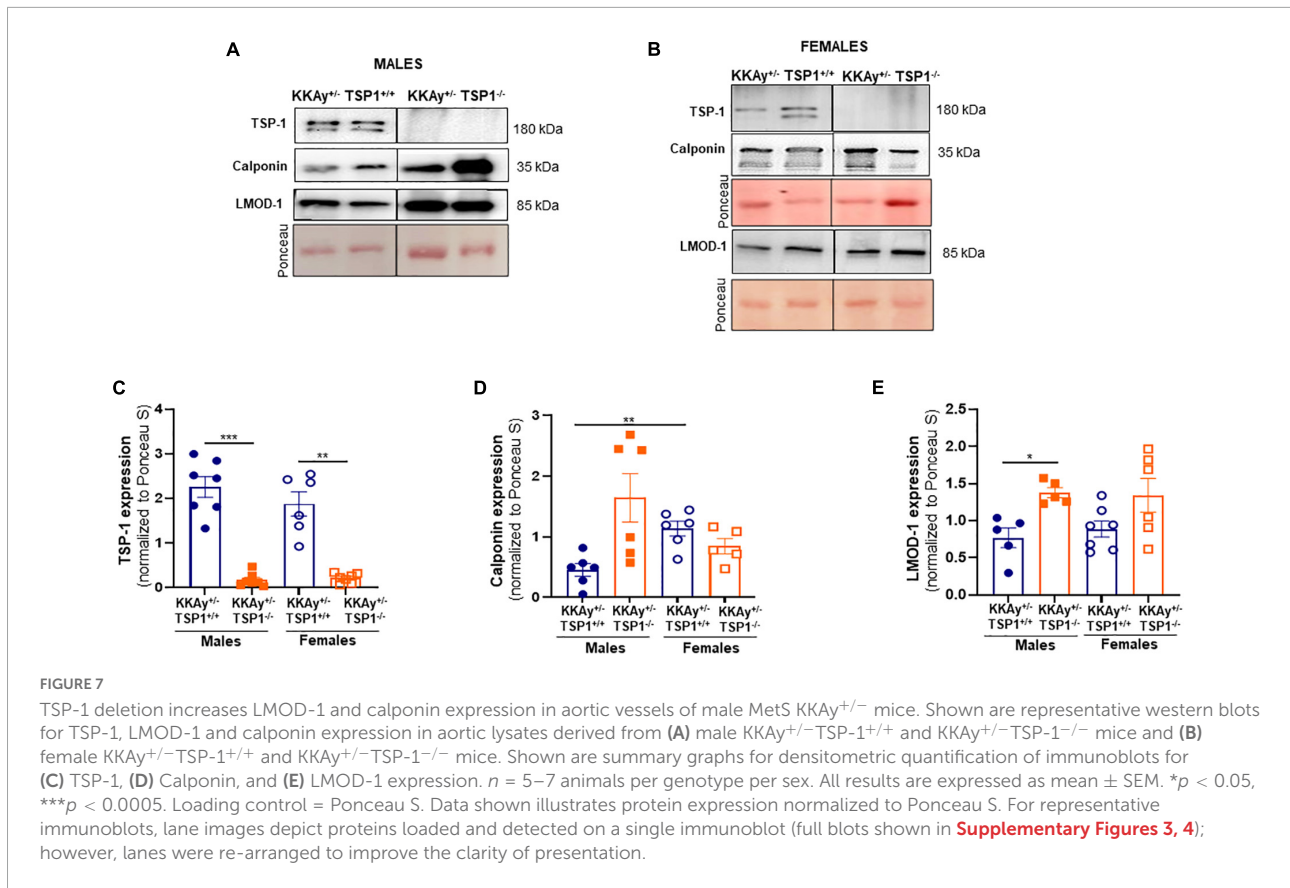 A
MALES
KKAy+/- TSP1+/+ KKAy+/- TSP1-/-
TSP-1
180 kDa
Calponin
35 kDa
LMOD-1
85 kDa
Ponceau
B
FEMALES
KKAy+/- TSP1+/+ KKAy+/- TSP1-/-
TSP-1
180 kDa
Calponin
35 kDa
Ponceau
LMOD-1
85 kDa
Ponceau
C
TSP-1 expression
(normalized to Ponceau S)
4
3
2
1
0
***
**
KKAy+/- KKAy+/- KKAy+/- KKAy+/-
TSP1+/+ TSP1-/- TSP1+/+ TSP1-/-
Males Females
D
Calponin expression
(normalized to Ponceau S)
3
2
1
0
**
KKAy+/- KKAy+/- KKAy+/- KKAy+/-
TSP1+/+ TSP1-/- TSP1+/+ TSP1-/-
Males Females
E
LMOD-1 expression
(normalized to Ponceau S)
2.5
2.0
1.5
1.0
0.5
0.0
*
KKAy+/- KKAy+/- KKAy+/- KKAy+/-
TSP1+/+ TSP1-/- TSP1+/+ TSP1-/-
Males Females
FIGURE 7
TSP-1 deletion increases LMOD-1 and calponin expression in aortic vessels of male MetS KKAy+/− mice. Shown are representative western blots
for TSP-1, LMOD-1 and calponin expression in aortic lysates derived from (A) male KKAy+/−TSP-1+/+ and KKAy+/−TSP-1−/− mice and (B)
female KKAy+/−TSP-1+/+ and KKAy+/−TSP-1−/− mice. Shown are summary graphs for densitometric quantification of immunoblots for
(C) TSP-1, (D) Calponin, and (E) LMOD-1 expression. n = 5–7 animals per genotype per sex. All results are expressed as mean ± SEM. *p < 0.05,
***p < 0.0005. Loading control = Ponceau S. Data shown illustrates protein expression normalized to Ponceau S. For representative
immunoblots, lane images depict proteins loaded and detected on a single immunoblot (full blots shown in Supplementary Figures 3, 4);
however, lanes were re-arranged to improve the clarity of presentation.